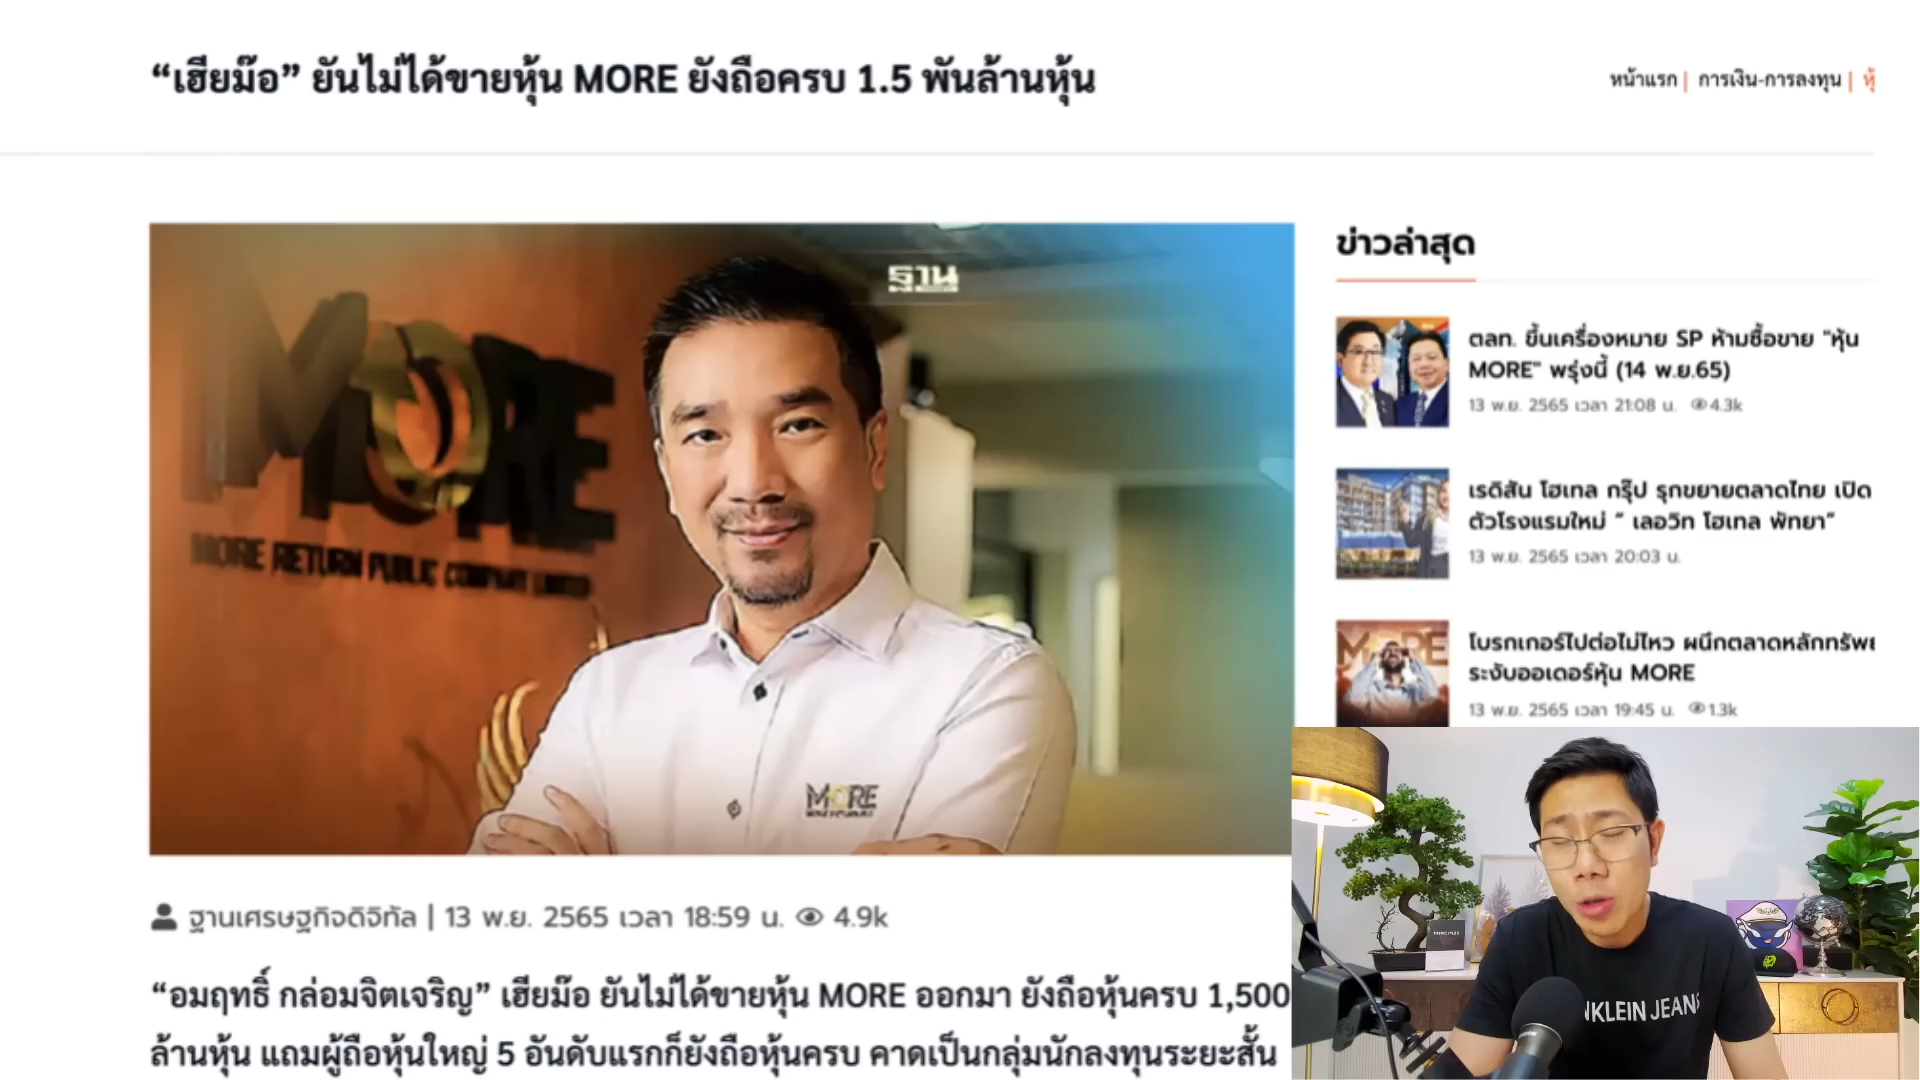 “เฮียม๊อ” ยันไม่ได้ขายหุ้น MORE ยังถือครบ 1.5 พันล้านหุ้น
หน้าแรก | การเงิน-การลงทุน | หุ้
ฐาน
MORE
MORE RETURN PUBLIC COMPANY LIMITED
MORE
ข่าวล่าสุด
ตลท. ขึ้นเครื่องหมาย SP ห้ามซื้อขาย "หุ้น
MORE" พรุ่งนี้ (14 พ.ย.65)
13 พ.ย. 2565 เวลา 21:08 น. 4.3k
เรดิสัน โฮเทล กรุ๊ป รุกขยายตลาดไทย เปิด
ตัวโรงแรมใหม่ “ เลอวิท โฮเทล พัทยา”
13 พ.ย. 2565 เวลา 20:03 น.
MORE
โบรกเกอร์ไปต่อไม่ไหว ผนึกตลาดหลักทรัพย
ระงับออเดอร์หุ้น MORE
13 พ.ย. 2565 เวลา 19:45 น. 1.3k
ฐานเศรษฐกิจดิจิทัล | 13 พ.ย. 2565 เวลา 18:59 น. 4.9k
“อมฤทธิ์ กล่อมจิตเจริญ” เฮียม๊อ ยันไม่ได้ขายหุ้น MORE ออกมา ยังถือหุ้นครบ 1,500
ล้านหุ้น แถมผู้ถือหุ้นใหญ่ 5 อันดับแรกก็ยังถือหุ้นครบ คาดเป็นกลุ่มนักลงทุนระยะสั้น
PRINCIPLES
NKLEIN JEANS